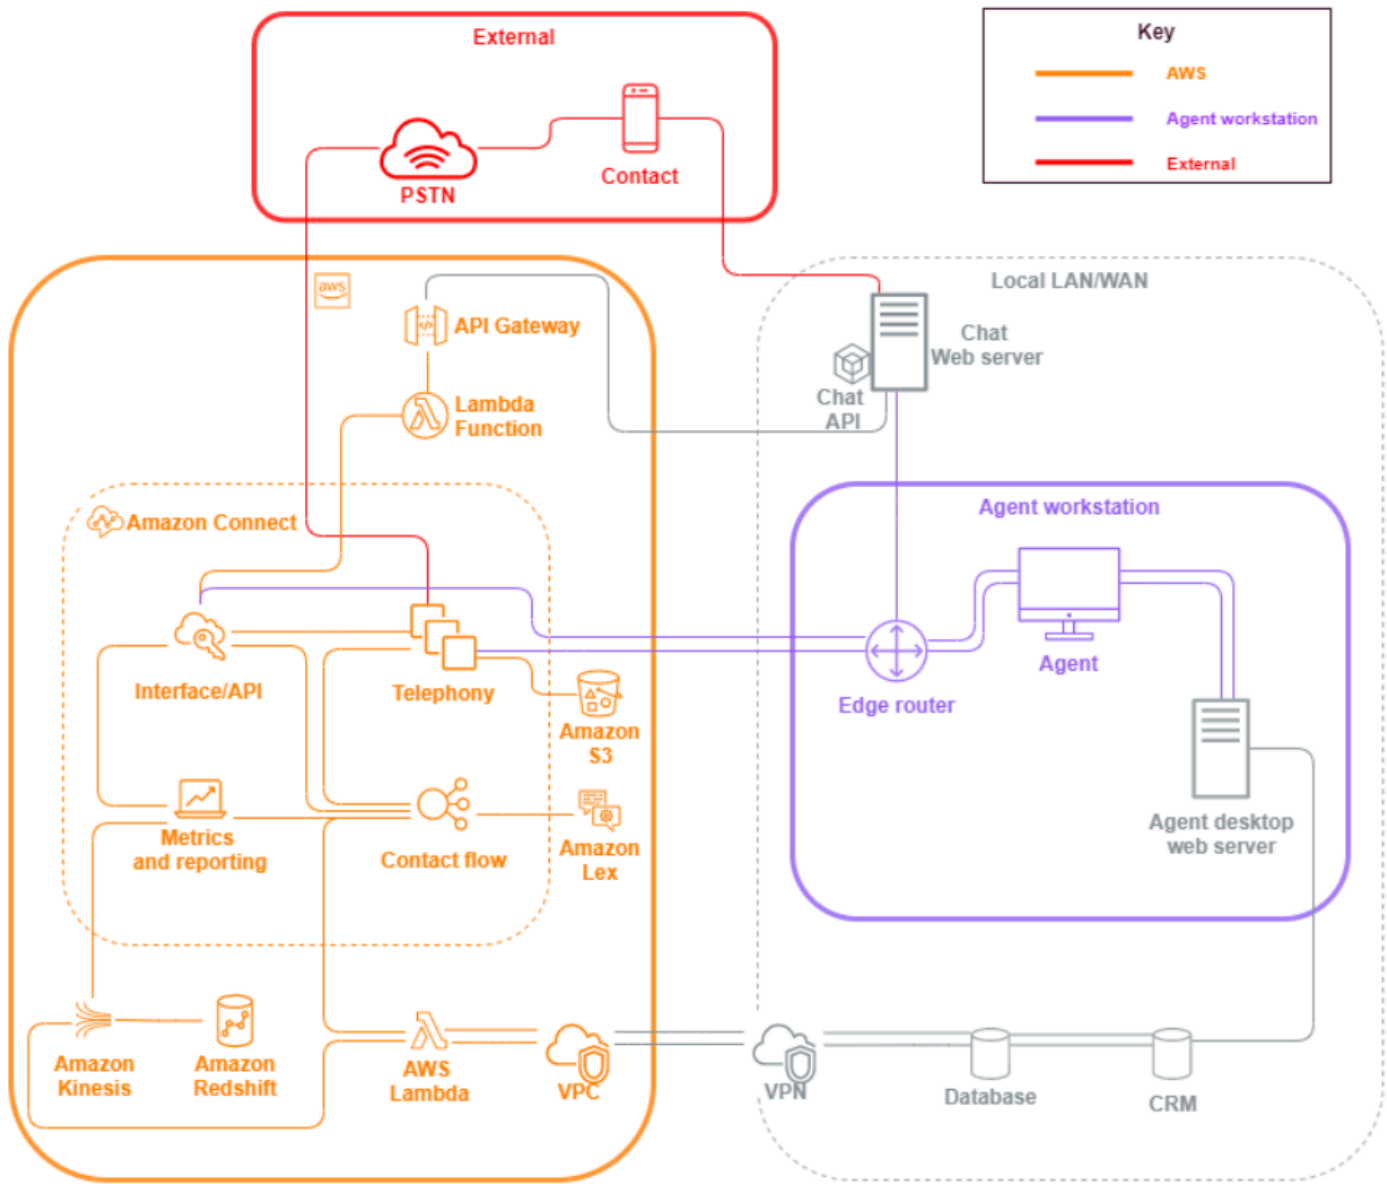 External
Key
AWS
Agent workstation
External
PSTN
Contact
aws
API Gateway
Lambda
Function
Local LAN/WAN
Chat
Web server
Chat
API
Amazon Connect
Interface/API
Telephony
Amazon
S3
Metrics
and reporting
Contact flow
Amazon
Lex
Agent workstation
Agent
Edge router
Agent desktop
web server
Amazon
Kinesis
Amazon
Redshift
AWS
Lambda
VPC
VPN
Database
CRM